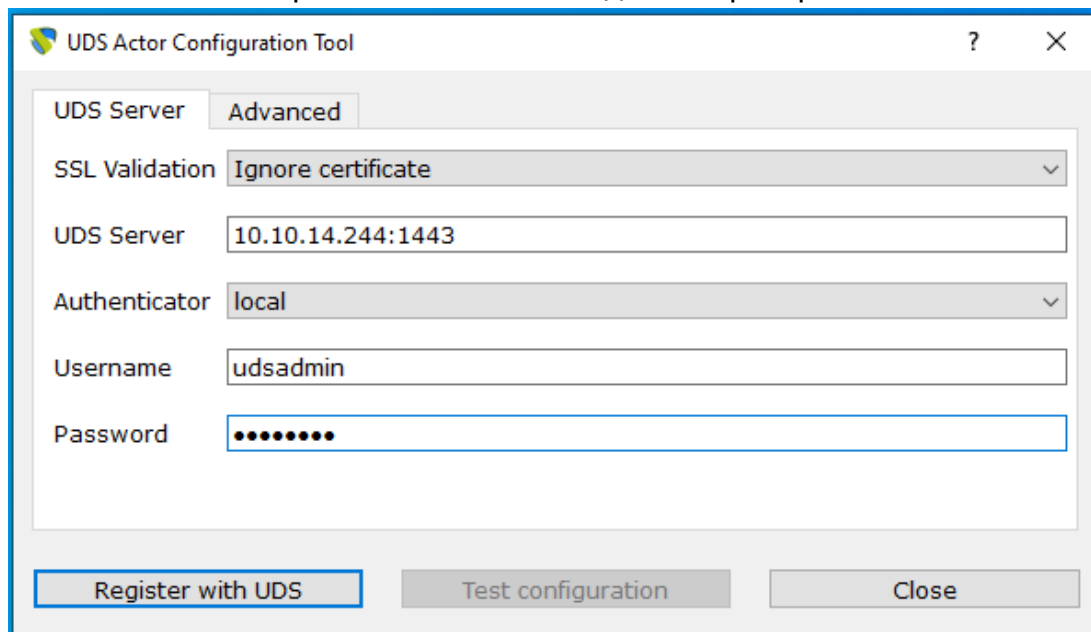 UDS Actor Configuration Tool ?
UDS Server Advanced
SSL Validation Ignore certificate
UDS Server 10.10.14.244:1443
Authenticator local
Username udsadmin
Password ••••••••
Register with UDS Test configuration Close